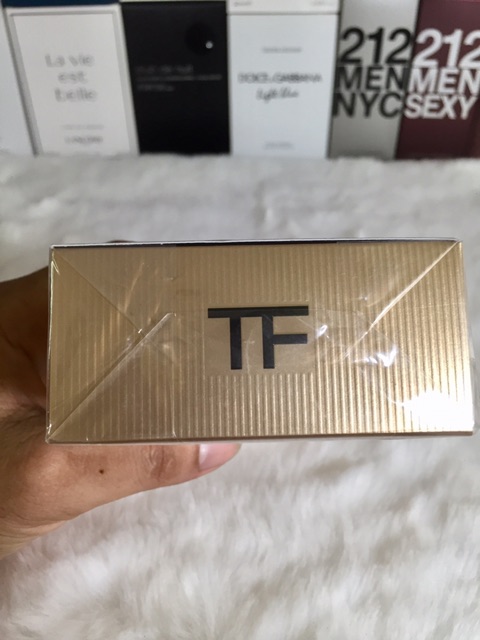 La vie
est
belle
DOLCE&GABBANA
light blue
212
MEN
NYC
212
MEN
SEXY
TF